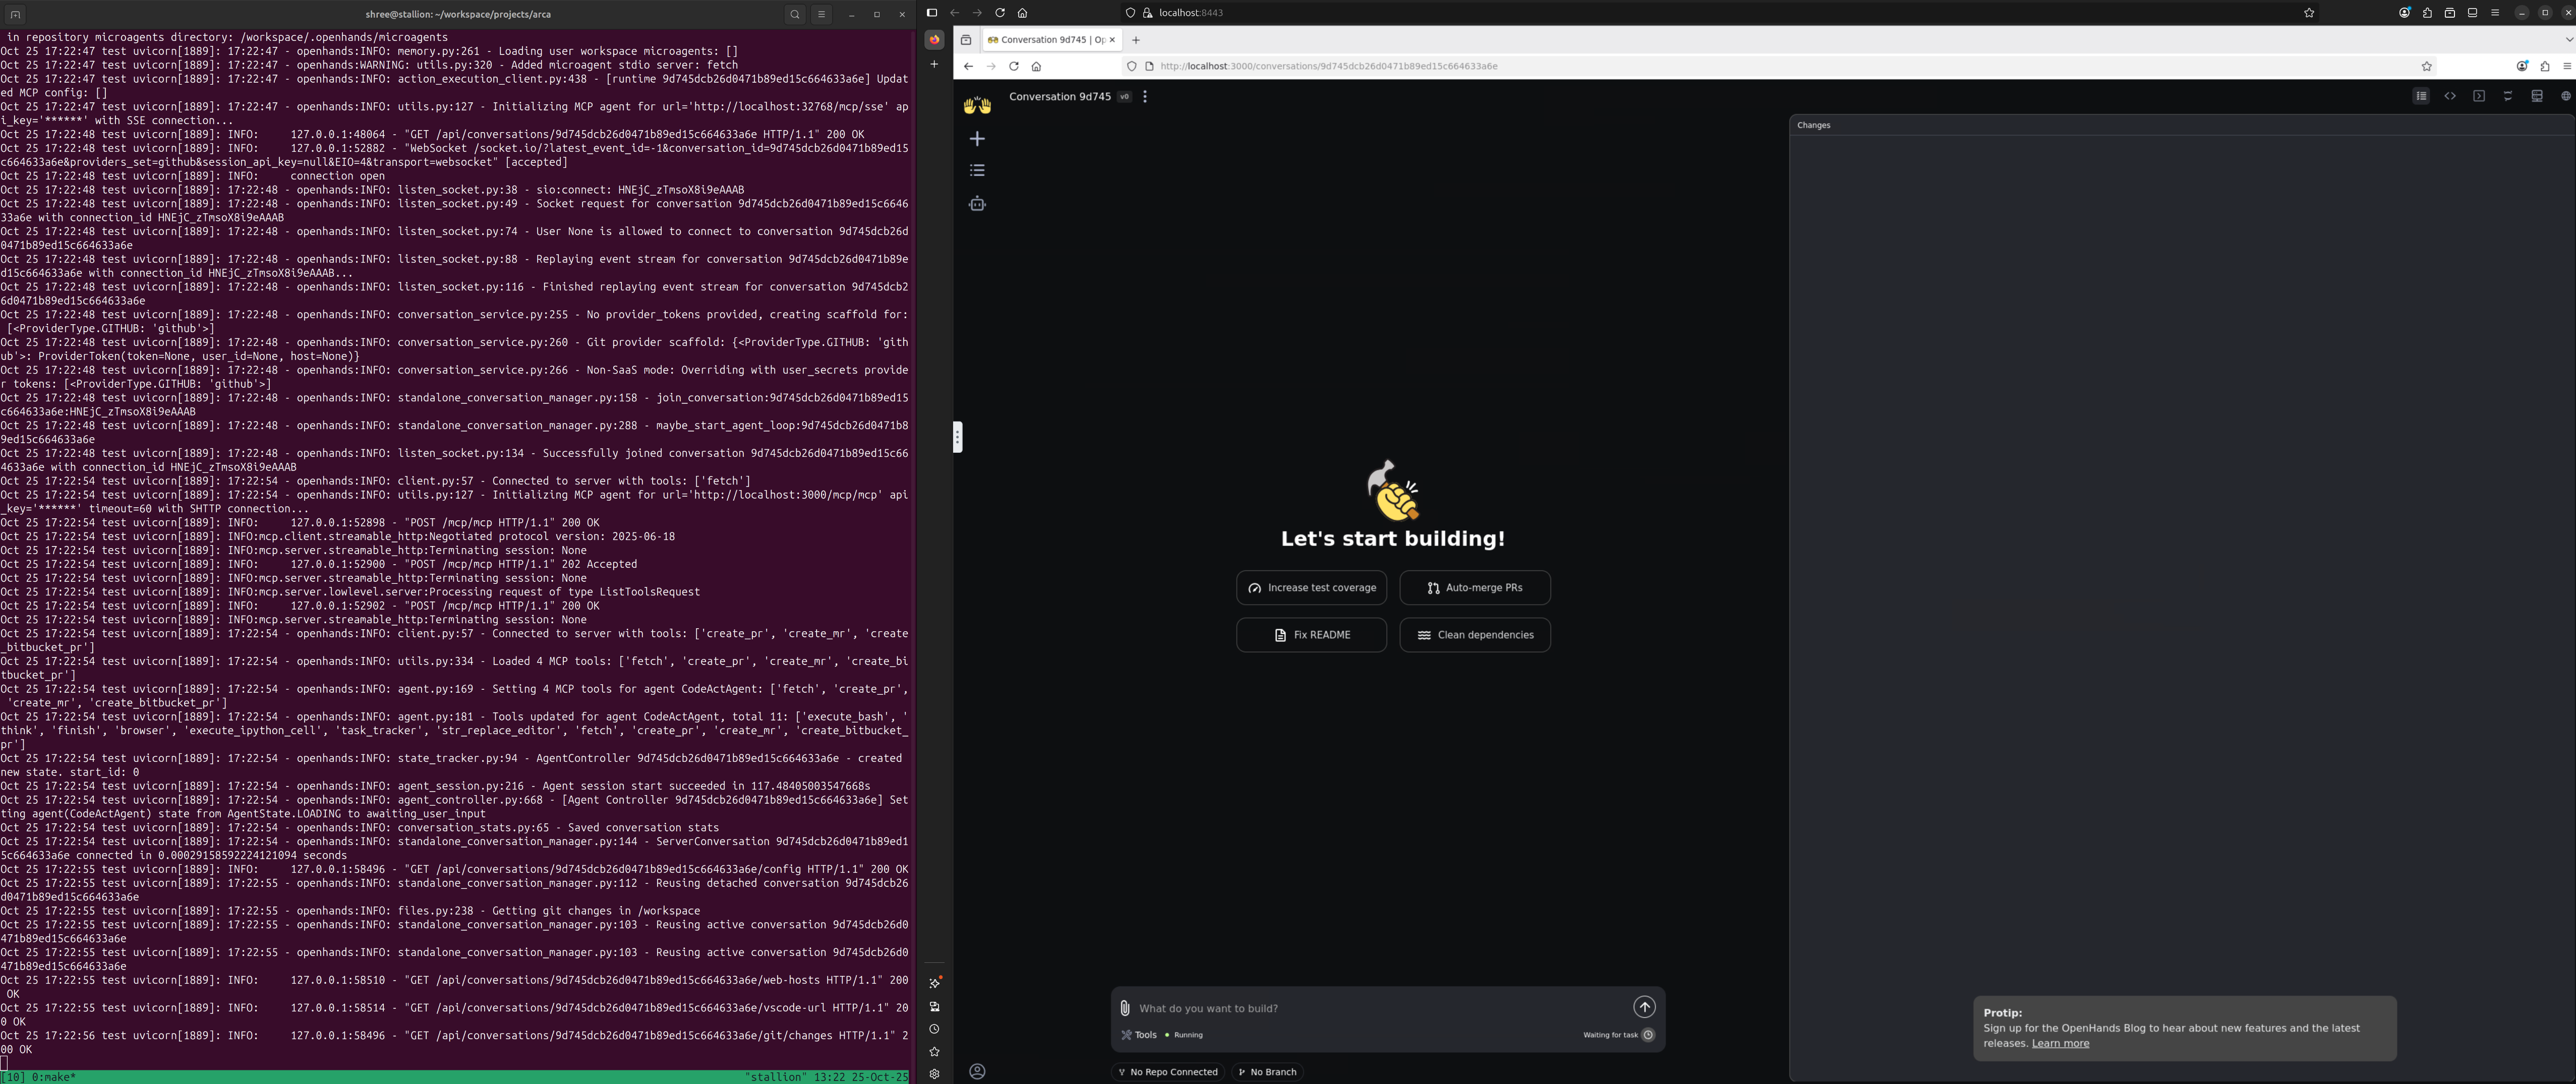 shree@stallion: ~/workspace/projects/arca
 in repository microagents directory: /workspace/.openhands/microagents
Oct 25 17:22:47 test uvicorn[1889]: 17:22:47 - openhands:INFO: memory.py:261 - Loading user workspace microagents: []
Oct 25 17:22:47 test uvicorn[1889]: 17:22:47 - openhands:WARNING: utils.py:320 - Added microagent stdio server: fetch
Oct 25 17:22:47 test uvicorn[1889]: 17:22:47 - openhands:INFO: action_execution_client.py:438 - [runtime 9d745dcb26d0471b89ed15c664633a6e] Updat
ed MCP config: []
Oct 25 17:22:47 test uvicorn[1889]: 17:22:47 - openhands:INFO: utils.py:127 - Initializing MCP agent for url='http://localhost:32768/mcp/sse' ap
i_key='******' with SSE connection...
Oct 25 17:22:48 test uvicorn[1889]: INFO:     127.0.0.1:48064 - "GET /api/conversations/9d745dcb26d0471b89ed15c664633a6e HTTP/1.1" 200 OK
Oct 25 17:22:48 test uvicorn[1889]: INFO:     127.0.0.1:52882 - "WebSocket /socket.io/?latest_event_id=-1&conversation_id=9d745dcb26d0471b89ed15
c664633a6e&providers_set=github&session_api_key=null&EIO=4&transport=websocket" [accepted]
Oct 25 17:22:48 test uvicorn[1889]: INFO:     connection open
Oct 25 17:22:48 test uvicorn[1889]: 17:22:48 - openhands:INFO: listen_socket.py:38 - sio:connect: HNEjC_zTmsoX8i9eAAAB
Oct 25 17:22:48 test uvicorn[1889]: 17:22:48 - openhands:INFO: listen_socket.py:49 - Socket request for conversation 9d745dcb26d0471b89ed15c6646
33a6e with connection_id HNEjC_zTmsoX8i9eAAAB
Oct 25 17:22:48 test uvicorn[1889]: 17:22:48 - openhands:INFO: listen_socket.py:74 - User None is allowed to connect to conversation 9d745dcb26d
0471b89ed15c664633a6e
Oct 25 17:22:48 test uvicorn[1889]: 17:22:48 - openhands:INFO: listen_socket.py:88 - Replaying event stream for conversation 9d745dcb26d0471b89e
d15c664633a6e with connection_id HNEjC_zTmsoX8i9eAAAB...
Oct 25 17:22:48 test uvicorn[1889]: 17:22:48 - openhands:INFO: listen_socket.py:116 - Finished replaying event stream for conversation 9d745dcb2
6d0471b89ed15c664633a6e
Oct 25 17:22:48 test uvicorn[1889]: 17:22:48 - openhands:INFO: conversation_service.py:255 - No provider_tokens provided, creating scaffold for:
 [<ProviderType.GITHUB: 'github'>]
Oct 25 17:22:48 test uvicorn[1889]: 17:22:48 - openhands:INFO: conversation_service.py:260 - Git provider scaffold: {<ProviderType.GITHUB: 'gith
ub'>: ProviderToken(token=None, user_id=None, host=None)}
Oct 25 17:22:48 test uvicorn[1889]: 17:22:48 - openhands:INFO: conversation_service.py:266 - Non-SaaS mode: Overriding with user_secrets provide
r tokens: [<ProviderType.GITHUB: 'github'>]
Oct 25 17:22:48 test uvicorn[1889]: 17:22:48 - openhands:INFO: standalone_conversation_manager.py:158 - join_conversation:9d745dcb26d0471b89ed15
c664633a6e:HNEjC_zTmsoX8i9eAAAB
Oct 25 17:22:48 test uvicorn[1889]: 17:22:48 - openhands:INFO: standalone_conversation_manager.py:288 - maybe_start_agent_loop:9d745dcb26d0471b8
9ed15c664633a6e
Oct 25 17:22:48 test uvicorn[1889]: 17:22:48 - openhands:INFO: listen_socket.py:134 - Successfully joined conversation 9d745dcb26d0471b89ed15c66
4633a6e with connection_id HNEjC_zTmsoX8i9eAAAB
Oct 25 17:22:54 test uvicorn[1889]: 17:22:54 - openhands:INFO: client.py:57 - Connected to server with tools: ['fetch']
Oct 25 17:22:54 test uvicorn[1889]: 17:22:54 - openhands:INFO: utils.py:127 - Initializing MCP agent for url='http://localhost:3000/mcp/mcp' api
_key='******' timeout=60 with SHTTP connection...
Oct 25 17:22:54 test uvicorn[1889]: INFO:     127.0.0.1:52898 - "POST /mcp/mcp HTTP/1.1" 200 OK
Oct 25 17:22:54 test uvicorn[1889]: INFO:mcp.client.streamable_http:Negotiated protocol version: 2025-06-18
Oct 25 17:22:54 test uvicorn[1889]: INFO:mcp.server.streamable_http:Terminating session: None
Oct 25 17:22:54 test uvicorn[1889]: INFO:     127.0.0.1:52900 - "POST /mcp/mcp HTTP/1.1" 202 Accepted
Oct 25 17:22:54 test uvicorn[1889]: INFO:mcp.server.streamable_http:Terminating session: None
Oct 25 17:22:54 test uvicorn[1889]: INFO:mcp.server.lowlevel.server:Processing request of type ListToolsRequest
Oct 25 17:22:54 test uvicorn[1889]: INFO:     127.0.0.1:52902 - "POST /mcp/mcp HTTP/1.1" 200 OK
Oct 25 17:22:54 test uvicorn[1889]: INFO:mcp.server.streamable_http:Terminating session: None
Oct 25 17:22:54 test uvicorn[1889]: 17:22:54 - openhands:INFO: client.py:57 - Connected to server with tools: ['create_pr', 'create_mr', 'create
_bitbucket_pr']
Oct 25 17:22:54 test uvicorn[1889]: 17:22:54 - openhands:INFO: utils.py:334 - Loaded 4 MCP tools: ['fetch', 'create_pr', 'create_mr', 'create_bi
tbucket_pr']
Oct 25 17:22:54 test uvicorn[1889]: 17:22:54 - openhands:INFO: agent.py:169 - Setting 4 MCP tools for agent CodeActAgent: ['fetch', 'create_pr',
 'create_mr', 'create_bitbucket_pr']
Oct 25 17:22:54 test uvicorn[1889]: 17:22:54 - openhands:INFO: agent.py:181 - Tools updated for agent CodeActAgent, total 11: ['execute_bash', '
think', 'finish', 'browser', 'execute_ipython_cell', 'task_tracker', 'str_replace_editor', 'fetch', 'create_pr', 'create_mr', 'create_bitbucket_
pr']
Oct 25 17:22:54 test uvicorn[1889]: 17:22:54 - openhands:INFO: state_tracker.py:94 - AgentController 9d745dcb26d0471b89ed15c664633a6e - created
new state. start_id: 0
Oct 25 17:22:54 test uvicorn[1889]: 17:22:54 - openhands:INFO: agent_session.py:216 - Agent session start succeeded in 117.48405003547668s
Oct 25 17:22:54 test uvicorn[1889]: 17:22:54 - openhands:INFO: agent_controller.py:668 - [Agent Controller 9d745dcb26d0471b89ed15c664633a6e] Set
ting agent(CodeActAgent) state from AgentState.LOADING to awaiting_user_input
Oct 25 17:22:54 test uvicorn[1889]: 17:22:54 - openhands:INFO: conversation_stats.py:65 - Saved conversation stats
Oct 25 17:22:54 test uvicorn[1889]: 17:22:54 - openhands:INFO: standalone_conversation_manager.py:144 - ServerConversation 9d745dcb26d0471b89ed1
5c664633a6e connected in 0.00029158592224121094 seconds
Oct 25 17:22:55 test uvicorn[1889]: INFO:     127.0.0.1:58496 - "GET /api/conversations/9d745dcb26d0471b89ed15c664633a6e/config HTTP/1.1" 200 OK
Oct 25 17:22:55 test uvicorn[1889]: 17:22:55 - openhands:INFO: standalone_conversation_manager.py:112 - Reusing detached conversation 9d745dcb26
d0471b89ed15c664633a6e
Oct 25 17:22:55 test uvicorn[1889]: 17:22:55 - openhands:INFO: files.py:238 - Getting git changes in /workspace
Oct 25 17:22:55 test uvicorn[1889]: 17:22:55 - openhands:INFO: standalone_conversation_manager.py:103 - Reusing active conversation 9d745dcb26d0
471b89ed15c664633a6e
Oct 25 17:22:55 test uvicorn[1889]: 17:22:55 - openhands:INFO: standalone_conversation_manager.py:103 - Reusing active conversation 9d745dcb26d0
471b89ed15c664633a6e
Oct 25 17:22:55 test uvicorn[1889]: INFO:     127.0.0.1:58510 - "GET /api/conversations/9d745dcb26d0471b89ed15c664633a6e/web-hosts HTTP/1.1" 200
 OK
Oct 25 17:22:55 test uvicorn[1889]: INFO:     127.0.0.1:58514 - "GET /api/conversations/9d745dcb26d0471b89ed15c664633a6e/vscode-url HTTP/1.1" 20
0 OK
Oct 25 17:22:56 test uvicorn[1889]: INFO:     127.0.0.1:58496 - "GET /api/conversations/9d745dcb26d0471b89ed15c664633a6e/git/changes HTTP/1.1" 2
00 OK
[10] 0:make* "stallion" 13:22 25-Oct-25
localhost:8443
Conversation 9d745 | Op
http://localhost:3000/conversations/9d745dcb26d0471b89ed15c664633a6e
Conversation 9d745 v0
Changes
Let's start building!
Increase test coverage
Auto-merge PRs
Fix README
Clean dependencies
What do you want to build?
Tools Running Waiting for task
No Repo Connected No Branch
Protip:
Sign up for the OpenHands Blog to hear about new features and the latest
releases. Learn more